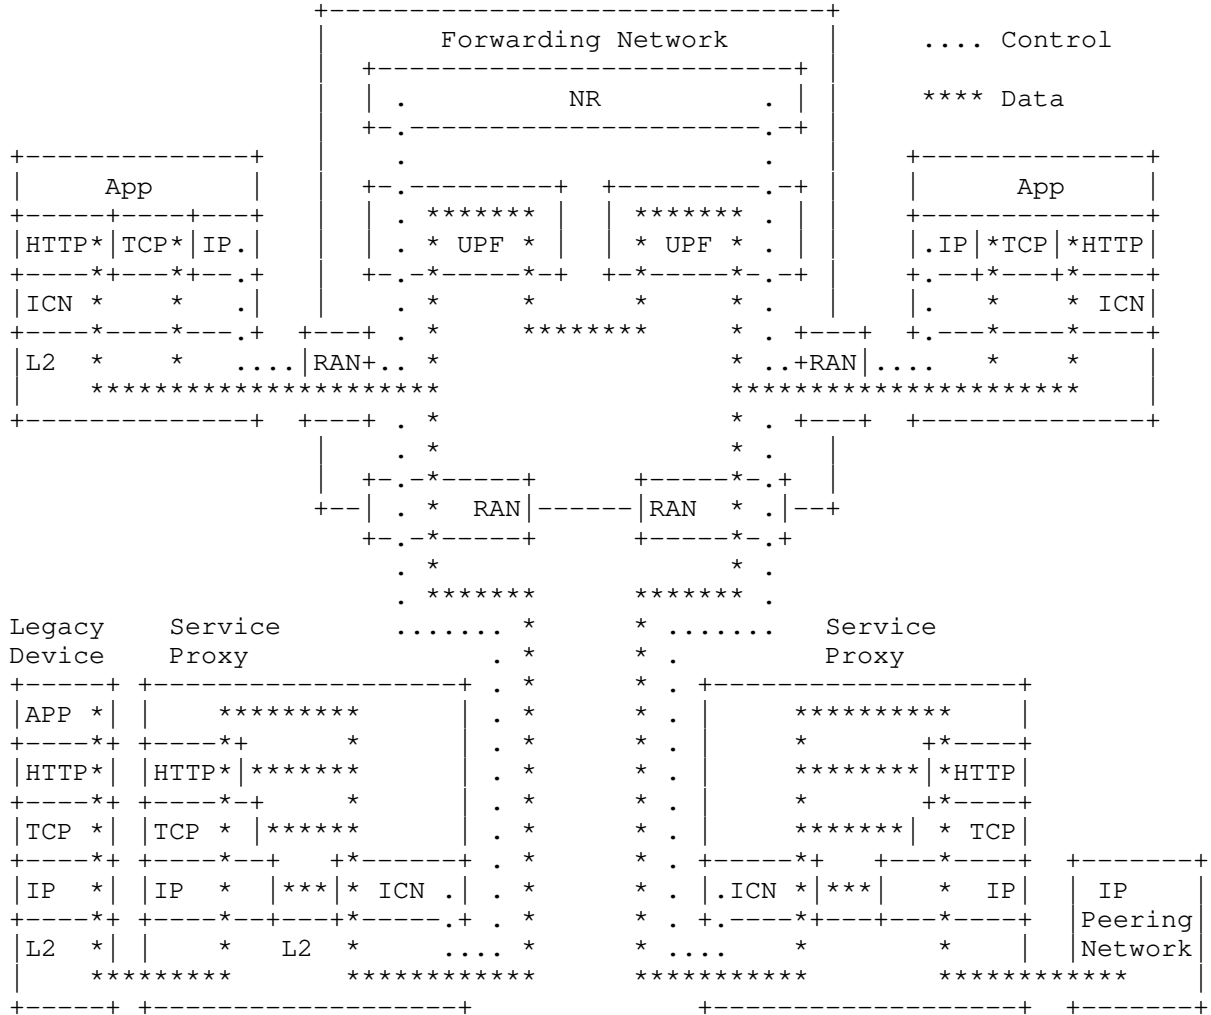 Forwarding Network .... Control
NR **** Data
App App
HTTP* TCP* IP. * UPF * * UPF * .IP *TCP *HTTP
ICN ICN
L2 RAN RAN
RAN RAN
Legacy Service Service
Device Proxy Proxy
APP
HTTP HTTP HTTP
TCP TCP TCP
IP IP ICN ICN IP IP
Peering
L2 L2 Network